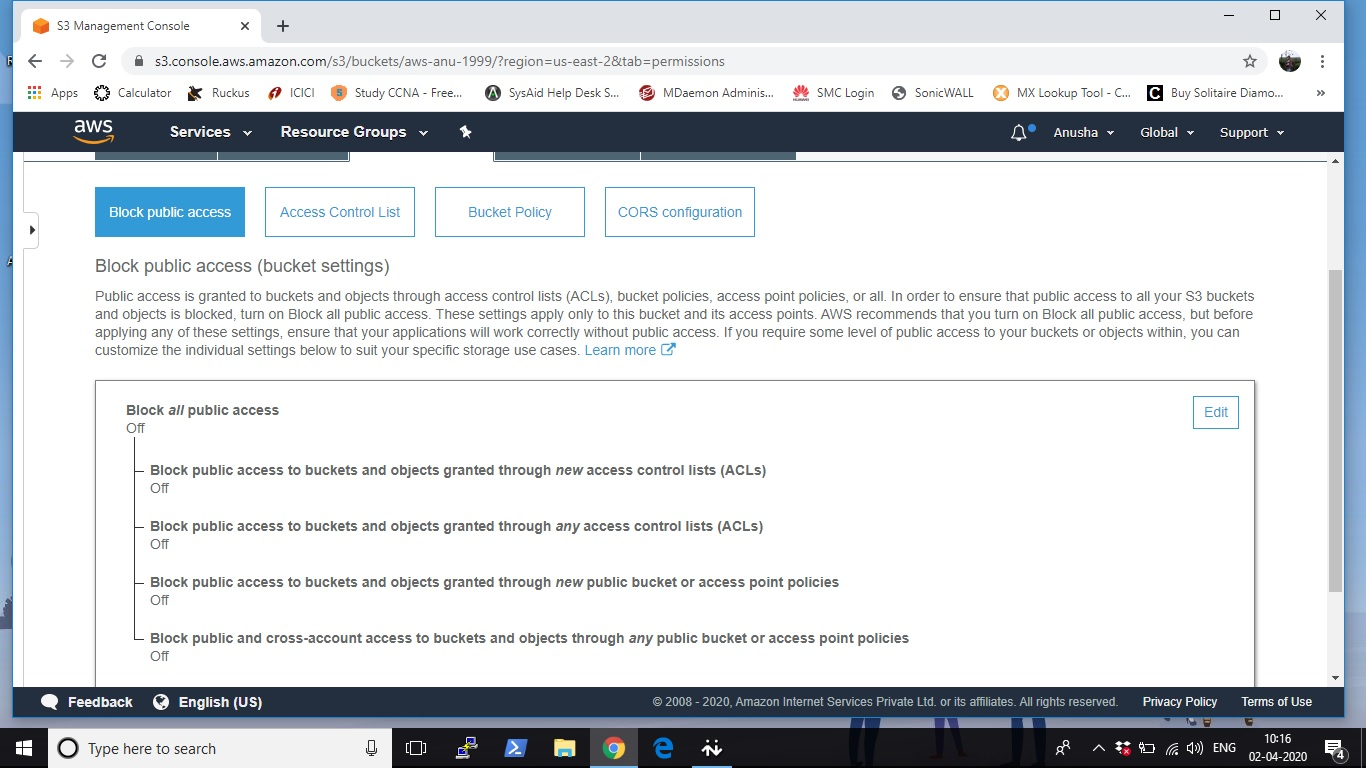 S3 Management Console
s3.console.aws.amazon.com/s3/buckets/aws-anu-1999/?region=us-east-2&tab=permissions
Apps Calculator Ruckus ICICI Study CCNA - Free... SysAid Help Desk S... MDaemon Adminis... SMC Login SonicWALL MX Lookup Tool - C... Buy Solitaire Diamo... »
aws Services Resource Groups Anusha Global Support
Block public access Access Control List Bucket Policy CORS configuration
Block public access (bucket settings)
Public access is granted to buckets and objects through access control lists (ACLs), bucket policies, access point policies, or all. In order to ensure that public access to all your S3 buckets
and objects is blocked, turn on Block all public access. These settings apply only to this bucket and its access points. AWS recommends that you turn on Block all public access, but before
applying any of these settings, ensure that your applications will work correctly without public access. If you require some level of public access to your buckets or objects within, you can
customize the individual settings below to suit your specific storage use cases. Learn more
Block all public access
Off
Edit
Block public access to buckets and objects granted through new access control lists (ACLs)
Off
Block public access to buckets and objects granted through any access control lists (ACLs)
Off
Block public access to buckets and objects granted through new public bucket or access point policies
Off
Block public and cross-account access to buckets and objects through any public bucket or access point policies
Off
Feedback English (US) © 2008 - 2020, Amazon Internet Services Private Ltd. or its affiliates. All rights reserved. Privacy Policy Terms of Use
Type here to search ENG 10:16
02-04-2020 4